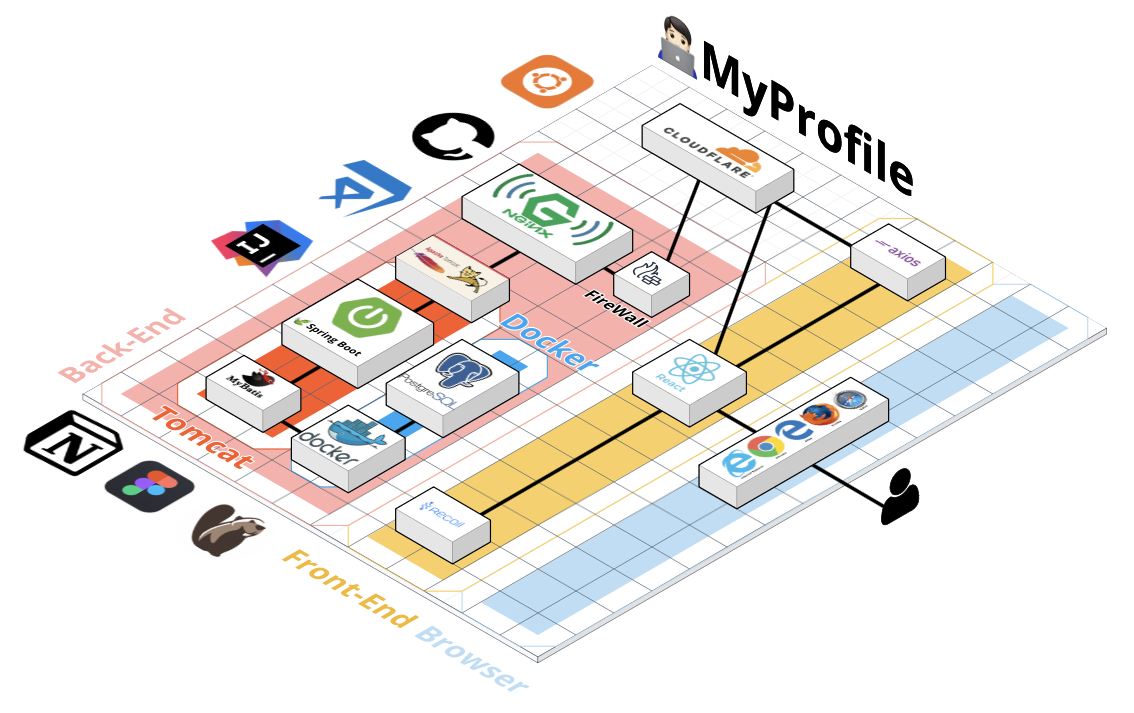 MyProfile
CLOUDFLARE
NGINX
axios
Apache Tomcat
FireWall
Spring Boot
Docker
Back-End
PostgreSQL
React
MyBatis
Tomcat
docker
Recoil
Front-End
Browser